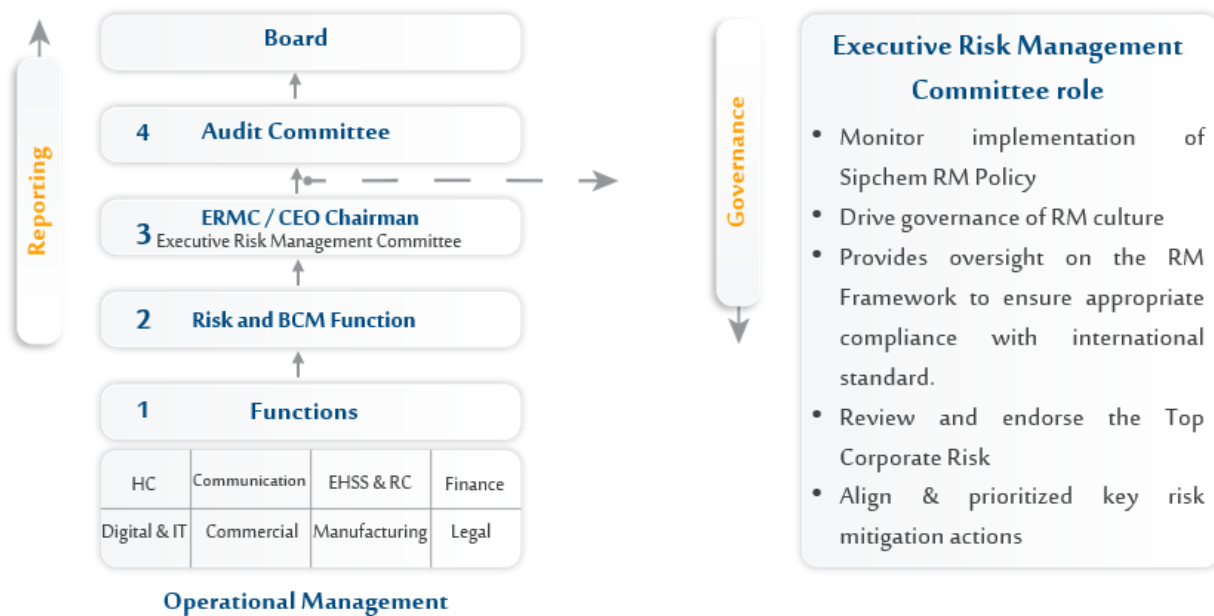 Reporting
Board
4 Audit Committee
ERMC / CEO Chairman
3 Executive Risk Management Committee
2 Risk and BCM Function
1 Functions
HC Communication EHSS & RC Finance
Digital & IT Commercial Manufacturing Legal
Operational Management
Governance
Executive Risk Management
Committee role
• Monitor implementation of
Sipchem RM Policy
• Drive governance of RM culture
• Provides oversight on the RM
Framework to ensure appropriate
compliance with international
standard.
• Review and endorse the Top
Corporate Risk
• Align & prioritized key risk
mitigation actions